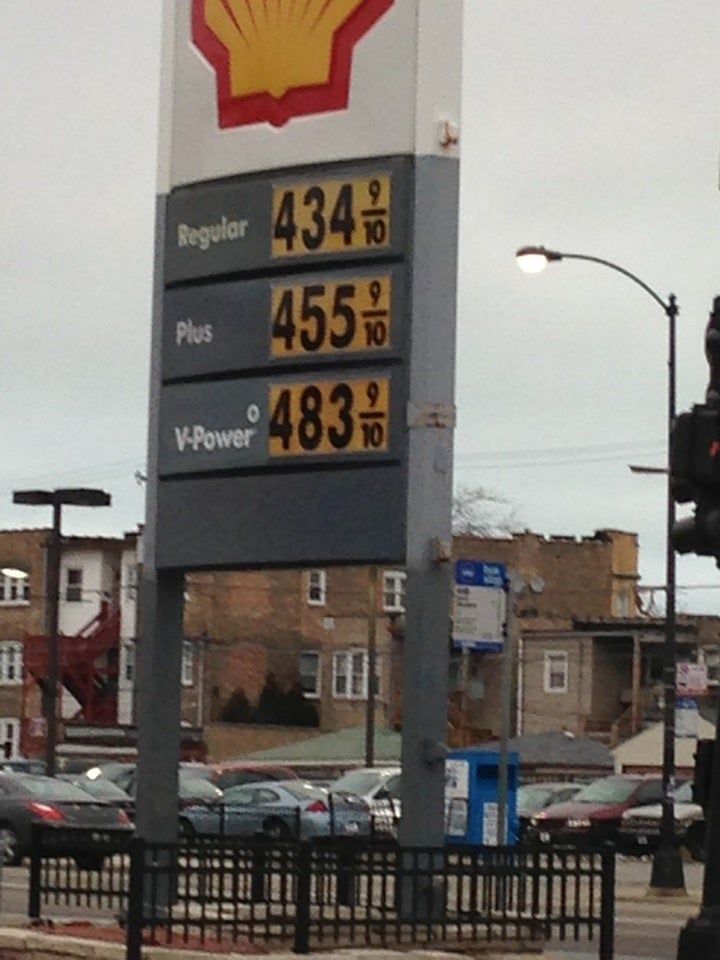 Regular 434 9/10
Plus 455 9/10
V-Power 483 9/10